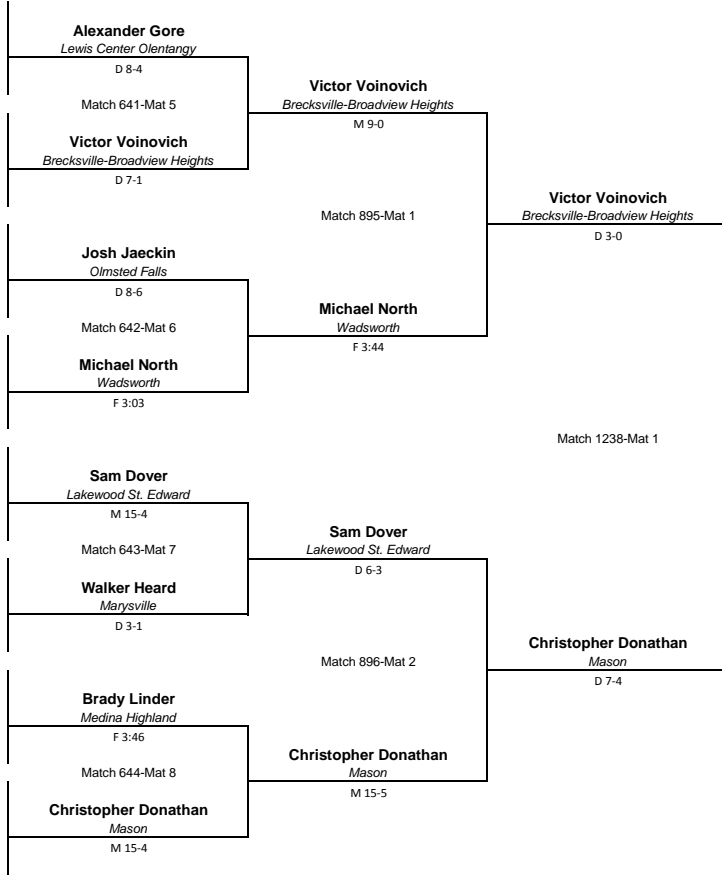 Alexander Gore
Lewis Center Olentangy
D 8-4
Match 641-Mat 5
Victor Voinovich
Brecksville-Broadview Heights
D 7-1
Victor Voinovich
Brecksville-Broadview Heights
M 9-0
Match 895-Mat 1
Josh Jaeckin
Olmsted Falls
D 8-6
Match 642-Mat 6
Michael North
Wadsworth
F 3:03
Michael North
Wadsworth
F 3:44
Victor Voinovich
Brecksville-Broadview Heights
D 3-0
Match 1238-Mat 1
Sam Dover
Lakewood St. Edward
M 15-4
Match 643-Mat 7
Walker Heard
Marysville
D 3-1
Sam Dover
Lakewood St. Edward
D 6-3
Match 896-Mat 2
Brady Linder
Medina Highland
F 3:46
Match 644-Mat 8
Christopher Donathan
Mason
M 15-4
Christopher Donathan
Mason
M 15-5
Christopher Donathan
Mason
D 7-4